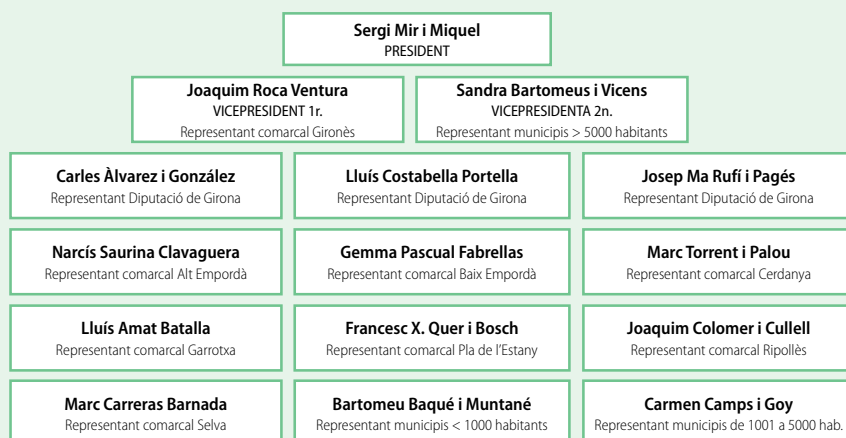 Sergi Mir i Miquel
PRESIDENT
Joaquim Roca Ventura
VICEPRESIDENT 1r.
Representant comarcal Gironès
Sandra Bartomeus i Vicens
VICEPRESIDENTA 2n.
Representant municipis > 5000 habitants
Carles Àlvarez i González
Representant Diputació de Girona
Lluís Costabella Portella
Representant Diputació de Girona
Josep Ma Rufí i Pagés
Representant Diputació de Girona
Narcís Saurina Clavaguera
Representant comarcal Alt Empordà
Gemma Pascual Fabrellas
Representant comarcal Baix Empordà
Marc Torrent i Palou
Representant comarcal Cerdanya
Lluís Amat Batalla
Representant comarcal Garrotxa
Francesc X. Quer i Bosch
Representant comarcal Pla de l'Estany
Joaquim Colomer i Cullell
Representant comarcal Ripollès
Marc Carreras Barnada
Representant comarcal Selva
Bartomeu Baqué i Muntané
Representant municipis < 1000 habitants
Carmen Camps i Goy
Representant municipis de 1001 a 5000 hab.